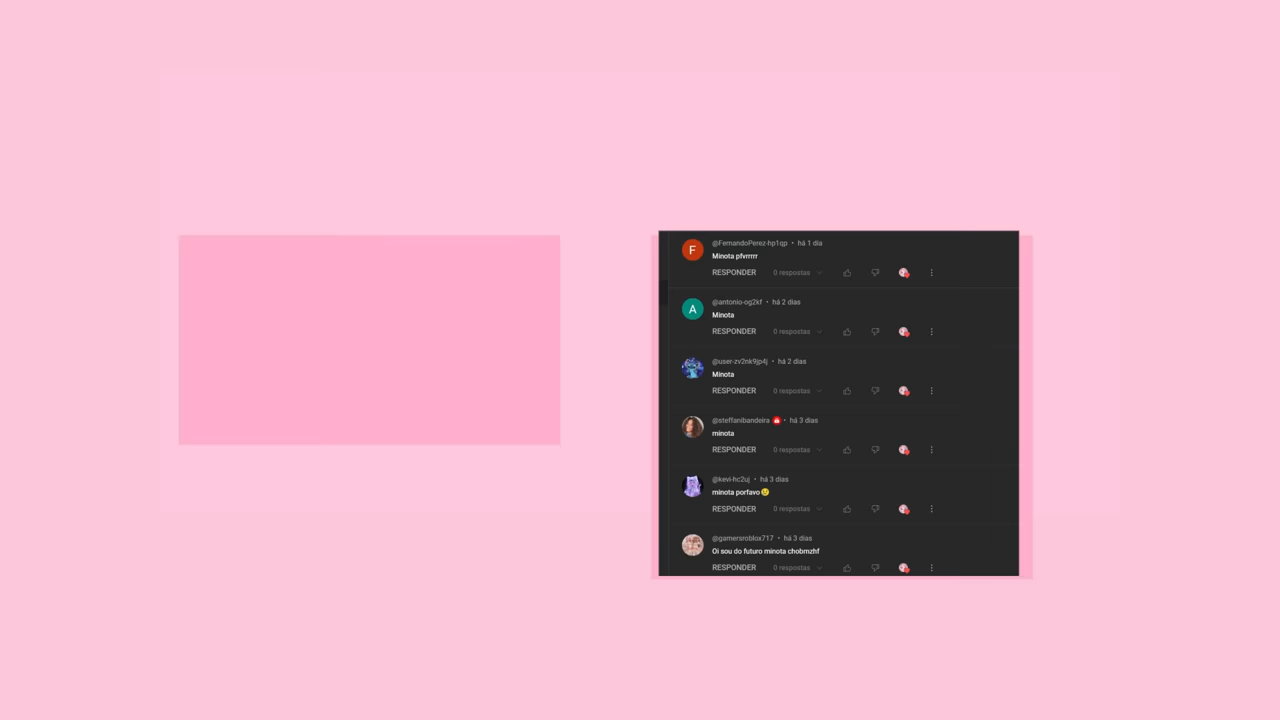 F
@FernandoPerez-hp1qp • há 1 dia
Minota pfvrrrrr
RESPONDER 0 respostas
A
@antonio-og2kf • há 2 dias
Minota
RESPONDER 0 respostas
@user-zv2nk9jp4j • há 2 dias
Minota
RESPONDER 0 respostas
@steffanibandeira • há 3 dias
minota
RESPONDER 0 respostas
@kevi-hc2uj • há 3 dias
minota porfavo😢
RESPONDER 0 respostas
@gamersroblox717 • há 3 dias
Oi sou do futuro minota chobmzhf
RESPONDER 0 respostas